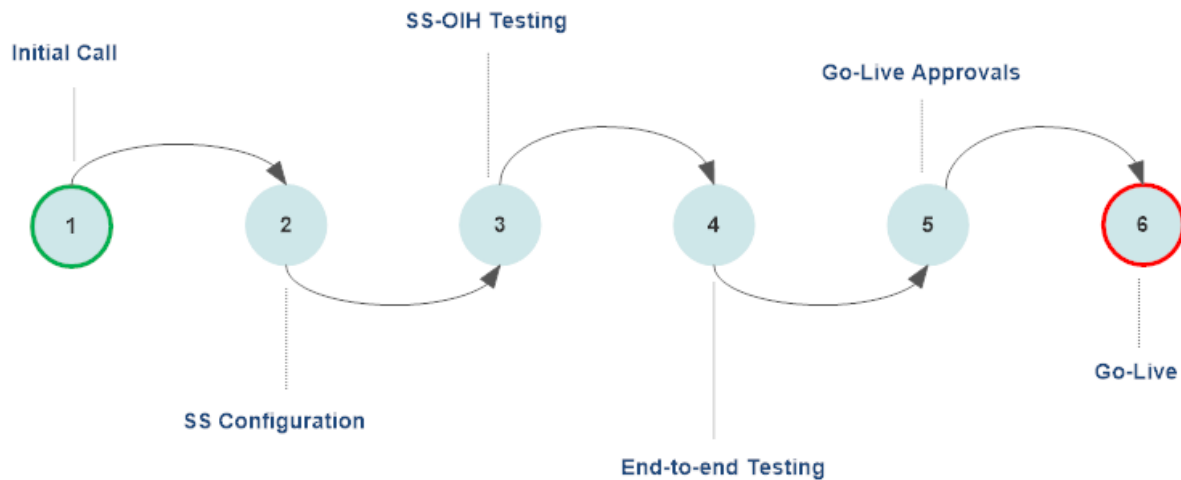 SS-OIH Testing
Initial Call
Go-Live Approvals
1
2
3
4
5
6
Go-Live
SS Configuration
End-to-end Testing